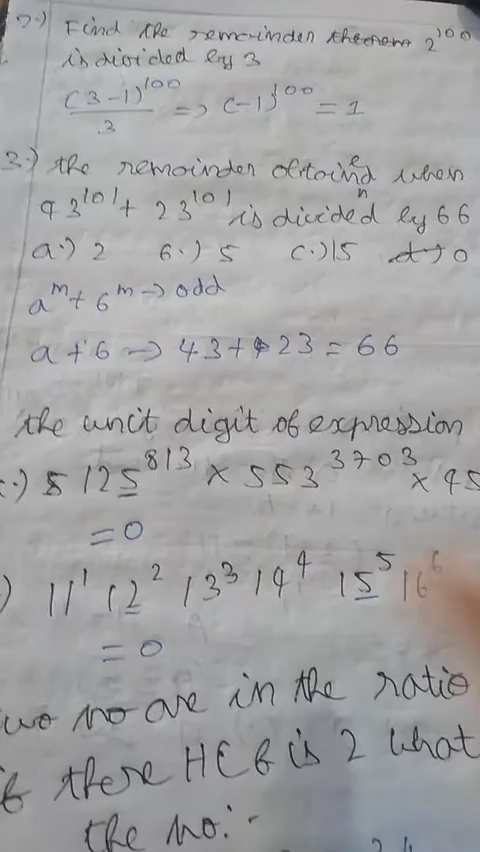 2·) Find the remainder theorem 2^100
is divided by 3
(3-1)^100 / 3 => (-1)^100 = 1
3·) the remainder obtained when
43^101 + 23^101 is divided by 66
a·) 2 b·) 5 c·) 15 d·) 0
a^m + b^m → odd
a + b → 43 + 23 = 66
the unit digit of expression
·) 5125^813 × 553^3703 × 45
= 0
) 11^1 12^2 13^3 14^4 15^5 16^6
= 0
no are in the ratio
if there HCF is 2 what
the no:-